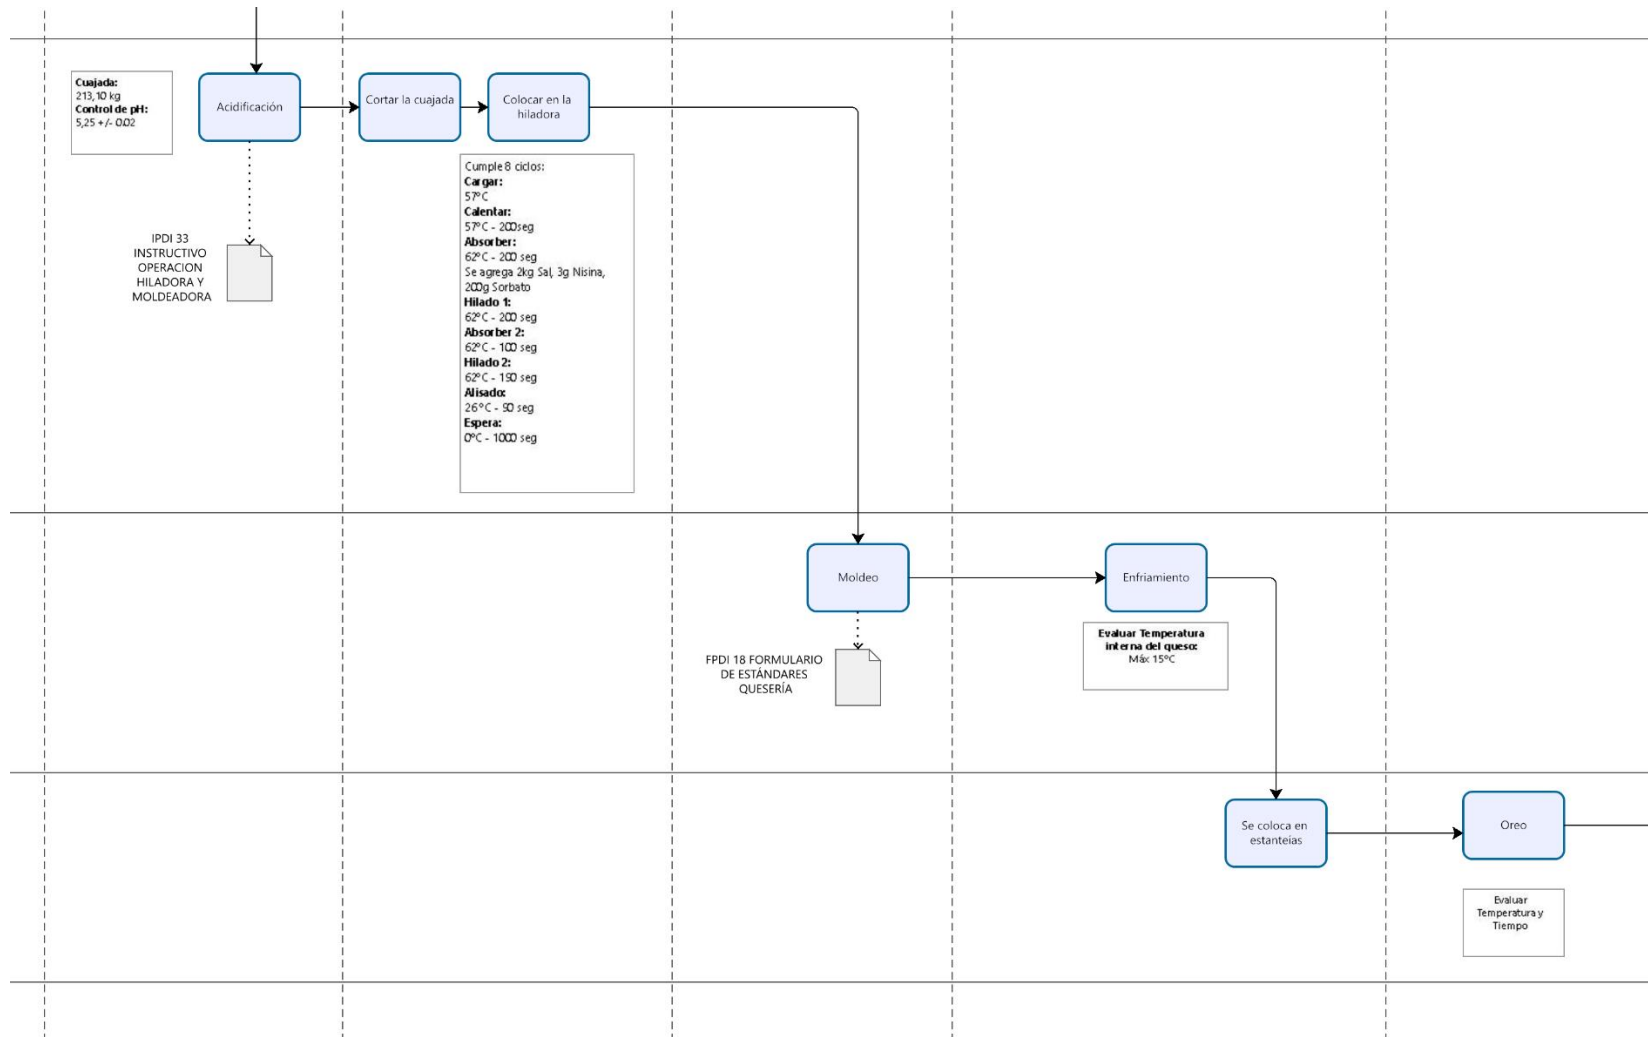 Cuajada:
213,10 kg
Control de pH:
5,25 +/- 0.02
Acidificación
Cortar la cuajada
Colocar en la
hiladora
IPDI 33
INSTRUCTIVO
OPERACION
HILADORA Y
MOLDEADORA
Cumple 8 ciclos:
Cargar:
57°C
Calentar:
57°C - 200seg
Absorber:
62°C - 200 seg
Se agrega 2kg Sal, 3g Nisina,
200g Sorbato
Hilado 1:
62°C - 200 seg
Absorber 2:
62°C - 100 seg
Hilado 2:
62°C - 190 seg
Alisado:
26°C - 90 seg
Espera:
0°C - 1000 seg
Moldeo
Enfriamiento
FPDI 18 FORMULARIO
DE ESTÁNDARES
QUESERÍA
Evaluar Temperatura
interna del queso:
Máx 15°C
Se coloca en
estanteias
Oreo
Evaluar
Temperatura y
Tiempo